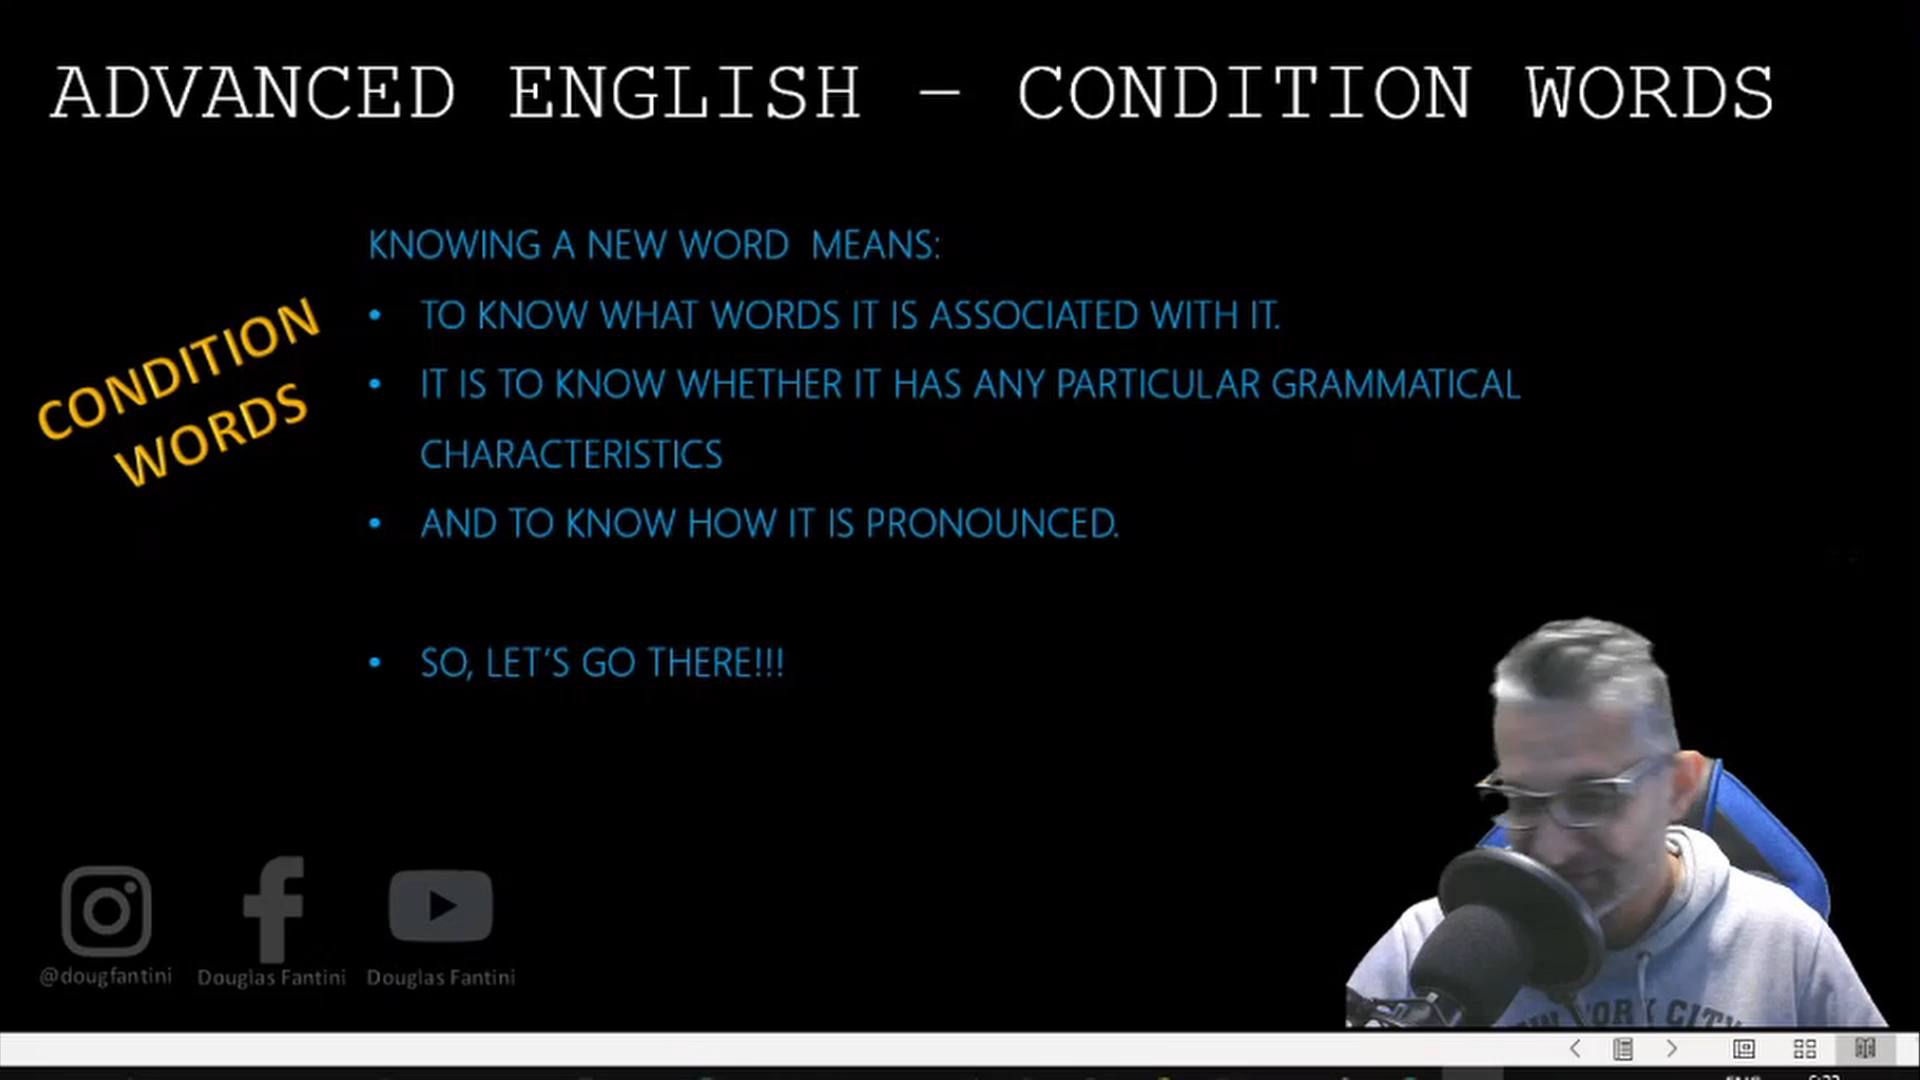 ADVANCED ENGLISH – CONDITION WORDS
KNOWING A NEW WORD  MEANS:
• TO KNOW WHAT WORDS IT IS ASSOCIATED WITH IT.
• IT IS TO KNOW WHETHER IT HAS ANY PARTICULAR GRAMMATICAL
CHARACTERISTICS
• AND TO KNOW HOW IT IS PRONOUNCED.
• SO, LET'S GO THERE!!!
CONDITION
WORDS
@dougfantini
Douglas Fantini
Douglas Fantini
YORK CITY